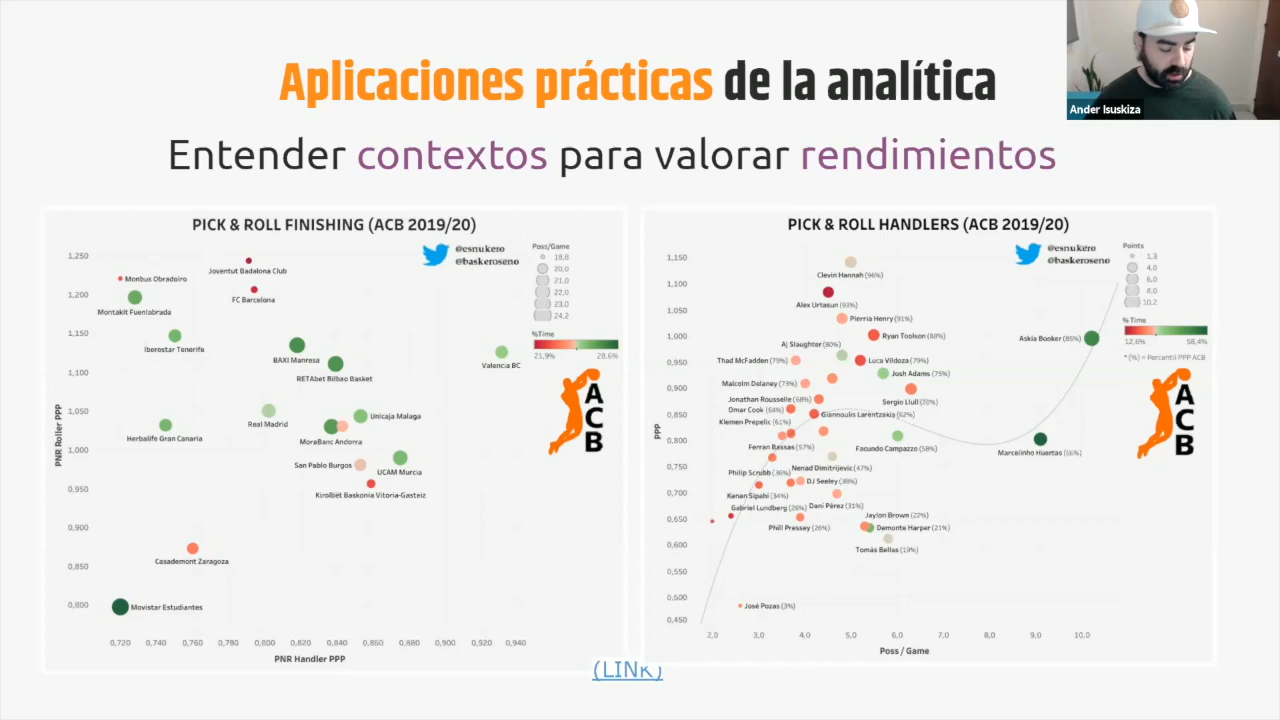 Aplicaciones prácticas de la analítica
Ander Isuskiza
Entender contextos para valorar rendimientos
PICK & ROLL FINISHING (ACB 2019/20)
@esnukero
@baskeroseno
Poss/Game
18,8
20,0
21,0
22,0
23,0
24,2
%Time
21,9% 28,6%
ACB
PNR Roller PPP
1,250
1,200
1,150
1,100
1,050
1,000
0,950
0,900
0,850
0,800
Joventut Badalona Club
Monbus Obradoiro
FC Barcelona
Montakit Fuenlabrada
Iberostar Tenerife
BAXI Manresa
Valencia BC
RETAbet Bilbao Basket
Unicaja Malaga
Real Madrid
Herbalife Gran Canaria
MoraBanc Andorra
San Pablo Burgos
UCAM Murcia
Kirolbet Baskonia Vitoria-Gasteiz
Casademont Zaragoza
Movistar Estudiantes
0,720 0,740 0,760 0,780 0,800 0,820 0,840 0,860 0,880 0,900 0,920 0,940
PNR Handler PPP
PICK & ROLL HANDLERS (ACB 2019/20)
@esnukero
@baskeroseno
Points
1,3
4,0
6,0
8,0
10,2
% Time
12,6% 58,4%
* (%) = Percentil PPP ACB
ACB
PPP
1,150
1,100
1,050
1,000
0,950
0,900
0,850
0,800
0,750
0,700
0,650
0,600
0,550
0,500
0,450
Clevin Hannah (96%)
Alex Urtasun (93%)
Pierria Henry (91%)
Ryan Toolson (88%)
Askia Booker (85%)
AJ Slaughter (80%)
Thad McFadden (79%)
Luca Vildoza (79%)
Josh Adams (75%)
Malcolm Delaney (73%)
Sergio Llull (70%)
Jonathan Rousselle (68%)
Omar Cook (64%)
Giannoulis Larentzakis (62%)
Klemen Prepelic (61%)
Ferran Bassas (57%)
Facundo Campazzo (58%)
Marcelinho Huertas (56%)
Nenad Dimitrijevic (47%)
Philip Scrubb (36%)
DJ Seeley (38%)
Kenan Sipahi (34%)
Gabriel Lundberg (26%)
Dani Pérez (31%)
Jaylon Brown (22%)
Phill Pressey (26%)
Demonte Harper (21%)
Tomás Bellas (19%)
José Pozas (3%)
2,0 3,0 4,0 5,0 6,0 7,0 8,0 9,0 10,0
Poss / Game
(LINK)